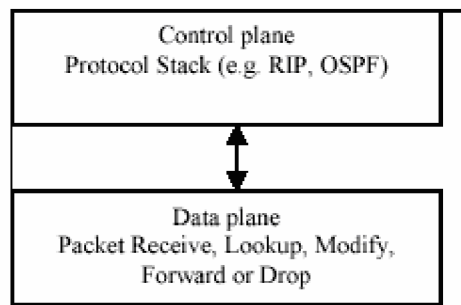 Control plane
Protocol Stack (e.g. RIP, OSPF)
Data plane
Packet Receive, Lookup, Modify,
Forward or Drop